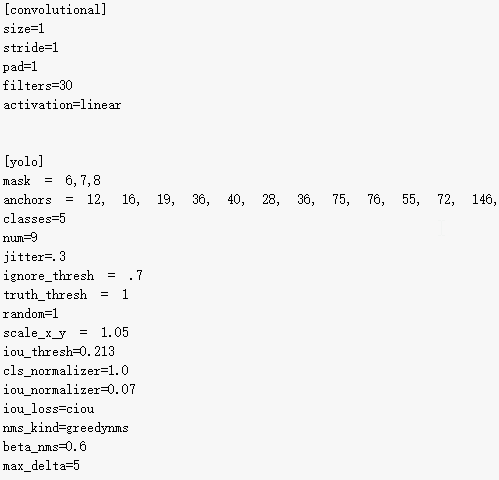 [convolutional]
size=1
stride=1
pad=1
filters=30
activation=linear
[yolo]
mask = 6,7,8
anchors = 12, 16, 19, 36, 40, 28, 36, 75, 76, 55, 72, 146,
classes=5
num=9
jitter=.3
ignore_thresh = .7
truth_thresh = 1
random=1
scale_x_y = 1.05
iou_thresh=0.213
cls_normalizer=1.0
iou_normalizer=0.07
iou_loss=ciou
nms_kind=greedynms
beta_nms=0.6
max_delta=5